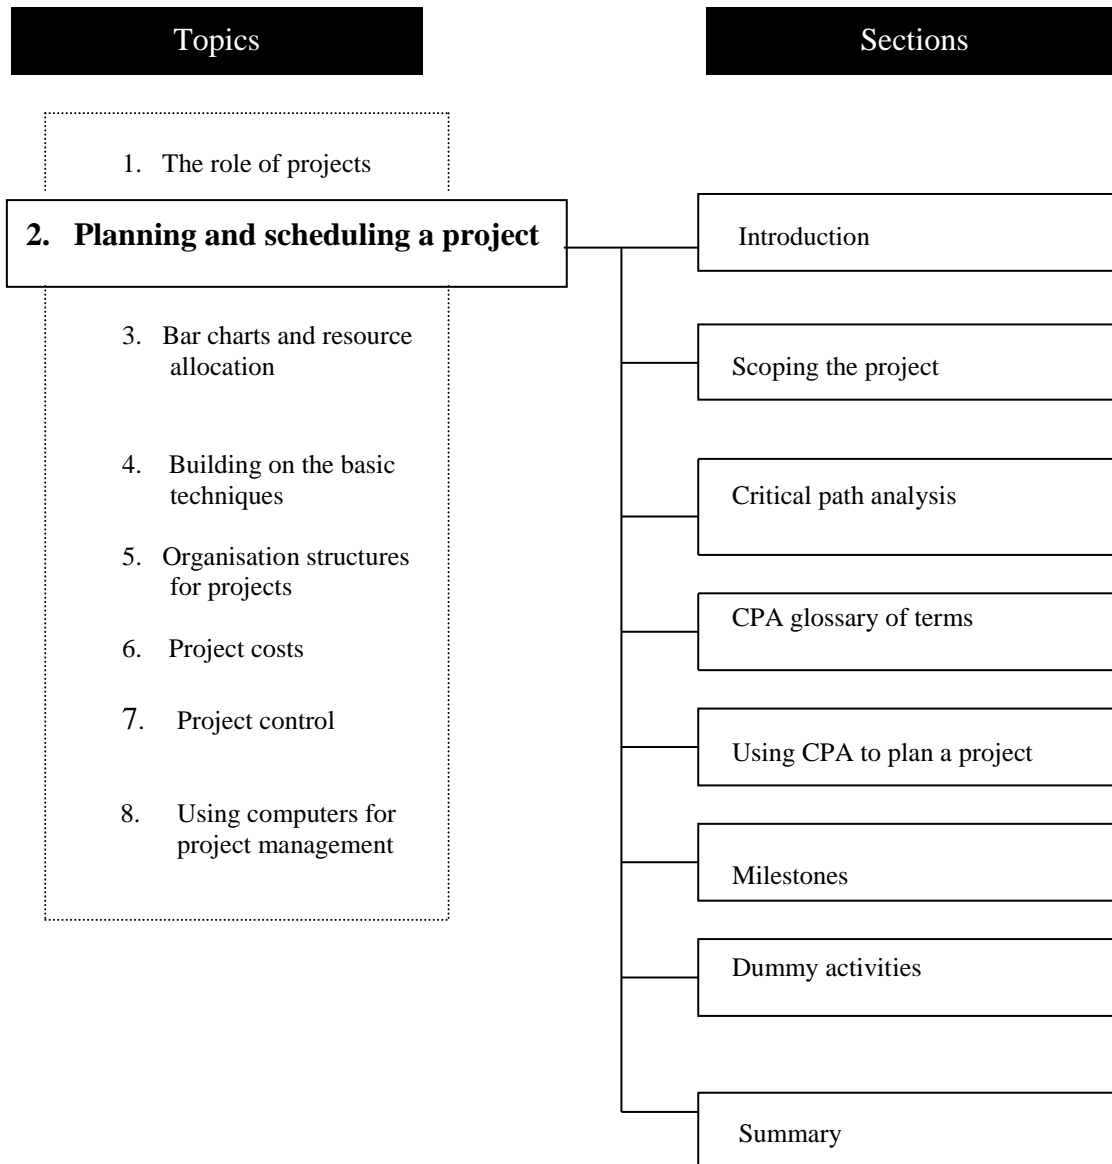 Topics
Sections
1. The role of projects
2. Planning and scheduling a project
3. Bar charts and resource
allocation
4. Building on the basic
techniques
5. Organisation structures
for projects
6. Project costs
7. Project control
8. Using computers for
project management
Introduction
Scoping the project
Critical path analysis
CPA glossary of terms
Using CPA to plan a project
Milestones
Dummy activities
Summary